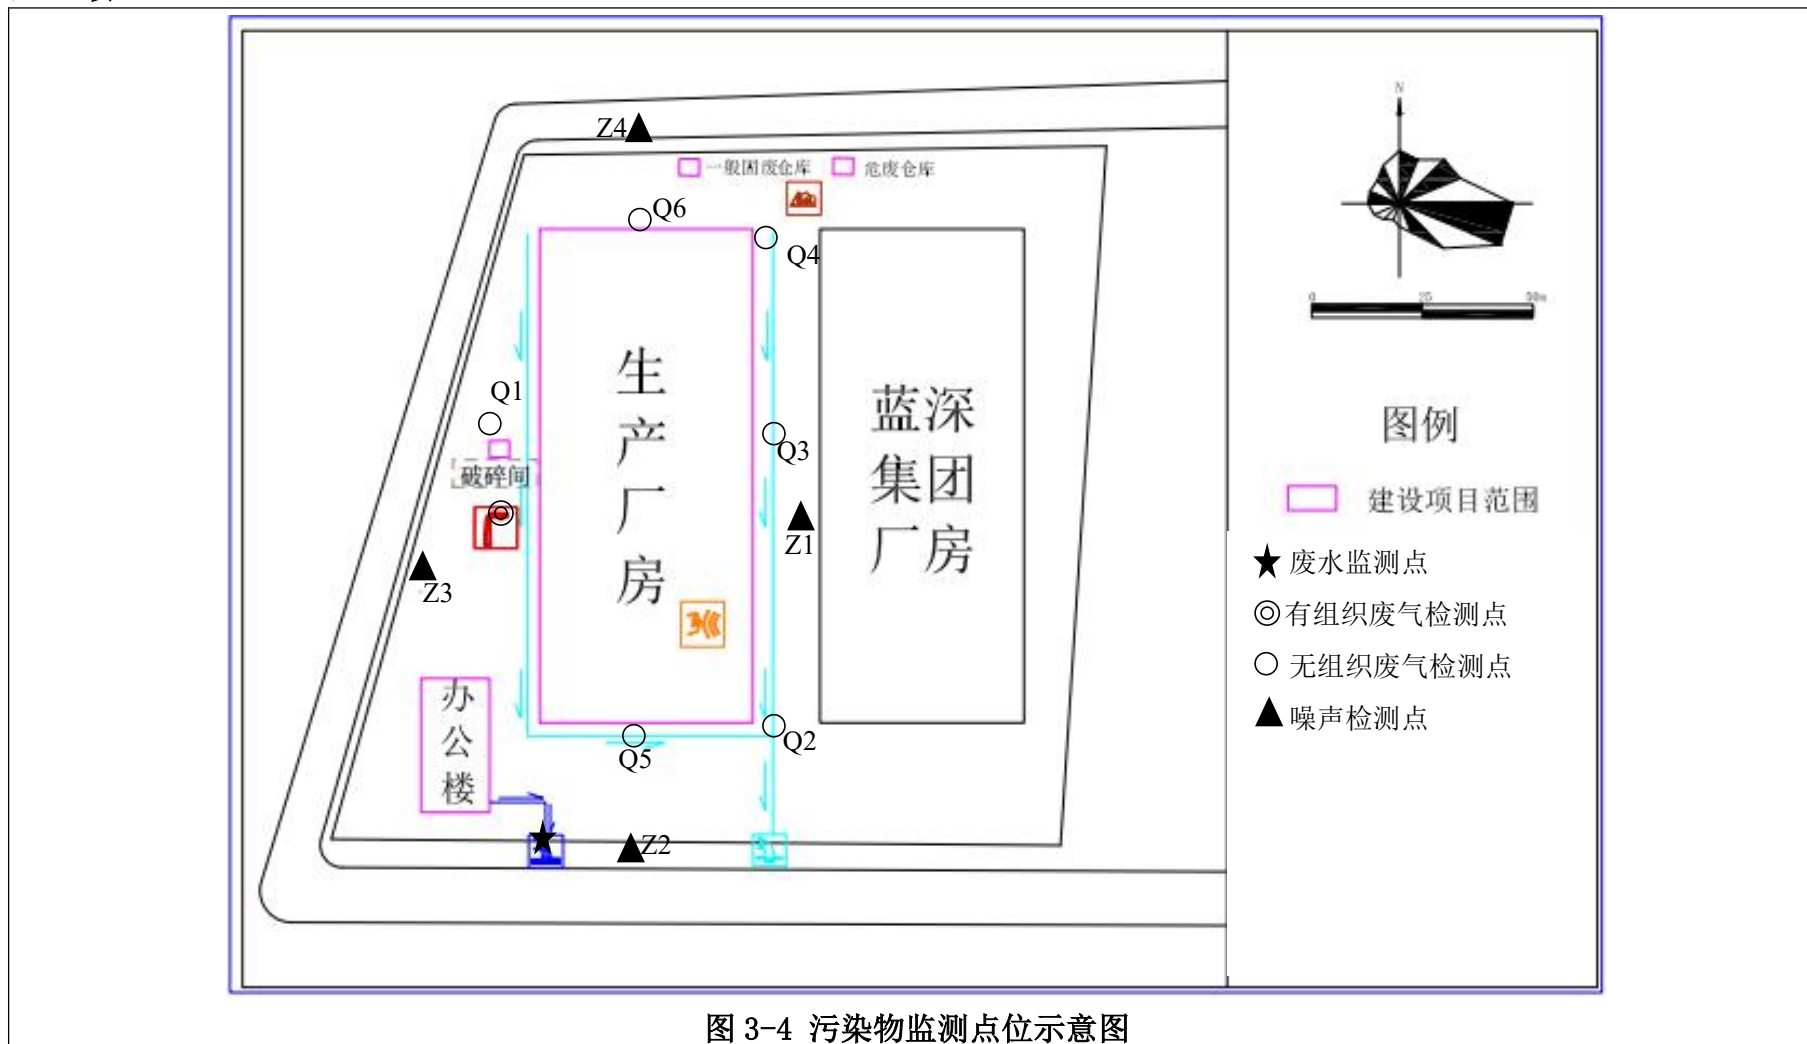 N
Z4
一般固废仓库
危废仓库
Q6
Q4
0 25 50m
Q1
生产厂房
蓝深
集团
厂房
图例
Q3
破碎间
建设项目范围
Z1
废水监测点
Z3
有组织废气检测点
无组织废气检测点
办公楼
噪声检测点
Q2
Q5
Z2
图 3-4 污染物监测点位示意图